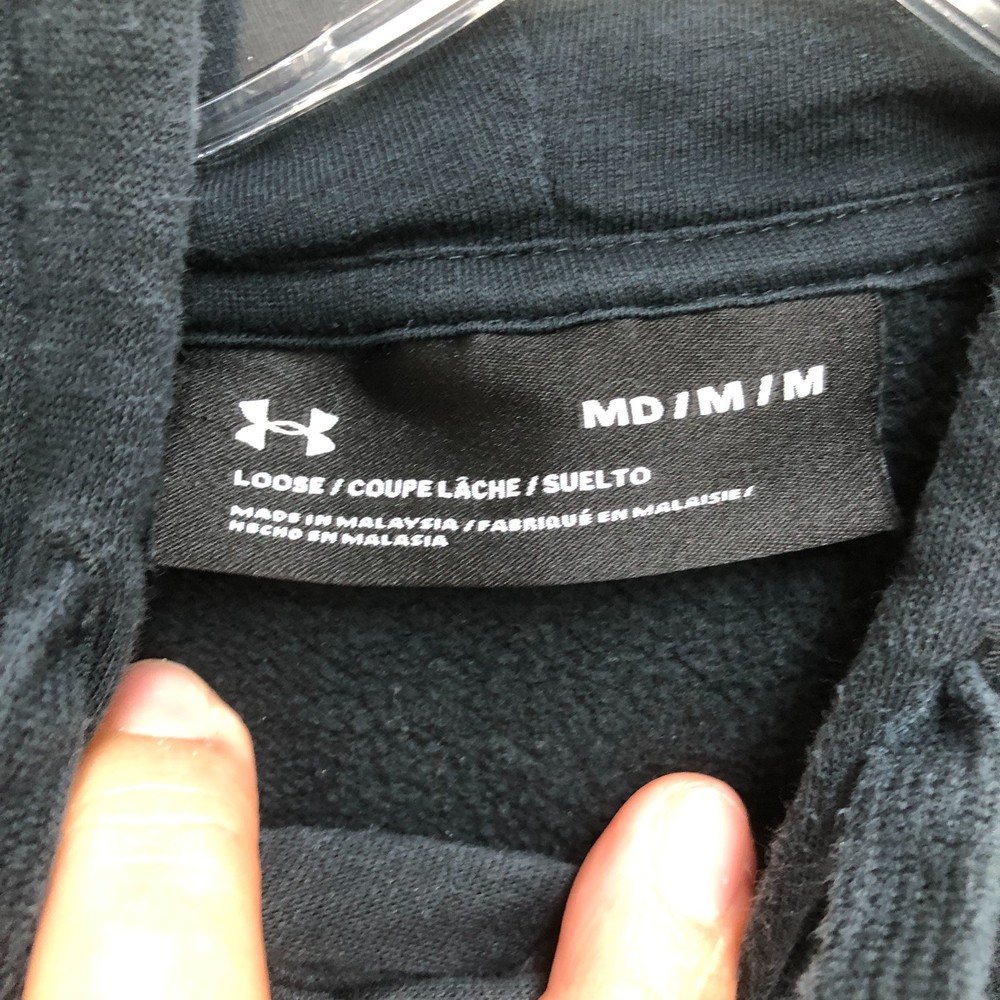 MD / M / M
LOOSE / COUPE LÂCHE / SUELTO
MADE IN MALAYSIA / FABRIQUÉ EN MALAISIE /
HECHO EN MALASIA